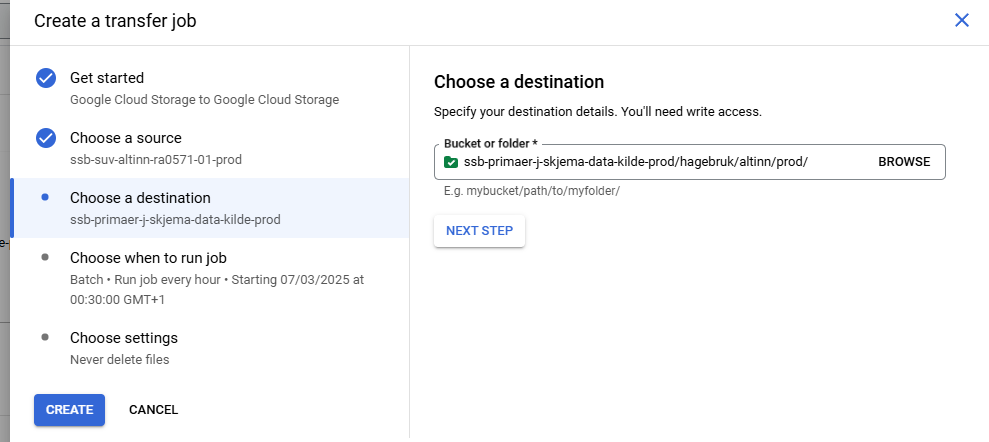 Create a transfer job
Get started
Google Cloud Storage to Google Cloud Storage
Choose a source
ssb-suv-altinn-ra0571-01-prod
Choose a destination
ssb-primaer-j-skjema-data-kilde-prod
Choose when to run job
Batch • Run job every hour • Starting 07/03/2025 at
00:30:00 GMT+1
Choose settings
Never delete files
CREATE CANCEL
Choose a destination
Specify your destination details. You'll need write access.
Bucket or folder *
ssb-primaer-j-skjema-data-kilde-prod/hagebruk/altinn/prod/ BROWSE
E.g. mybucket/path/to/myfolder/
NEXT STEP